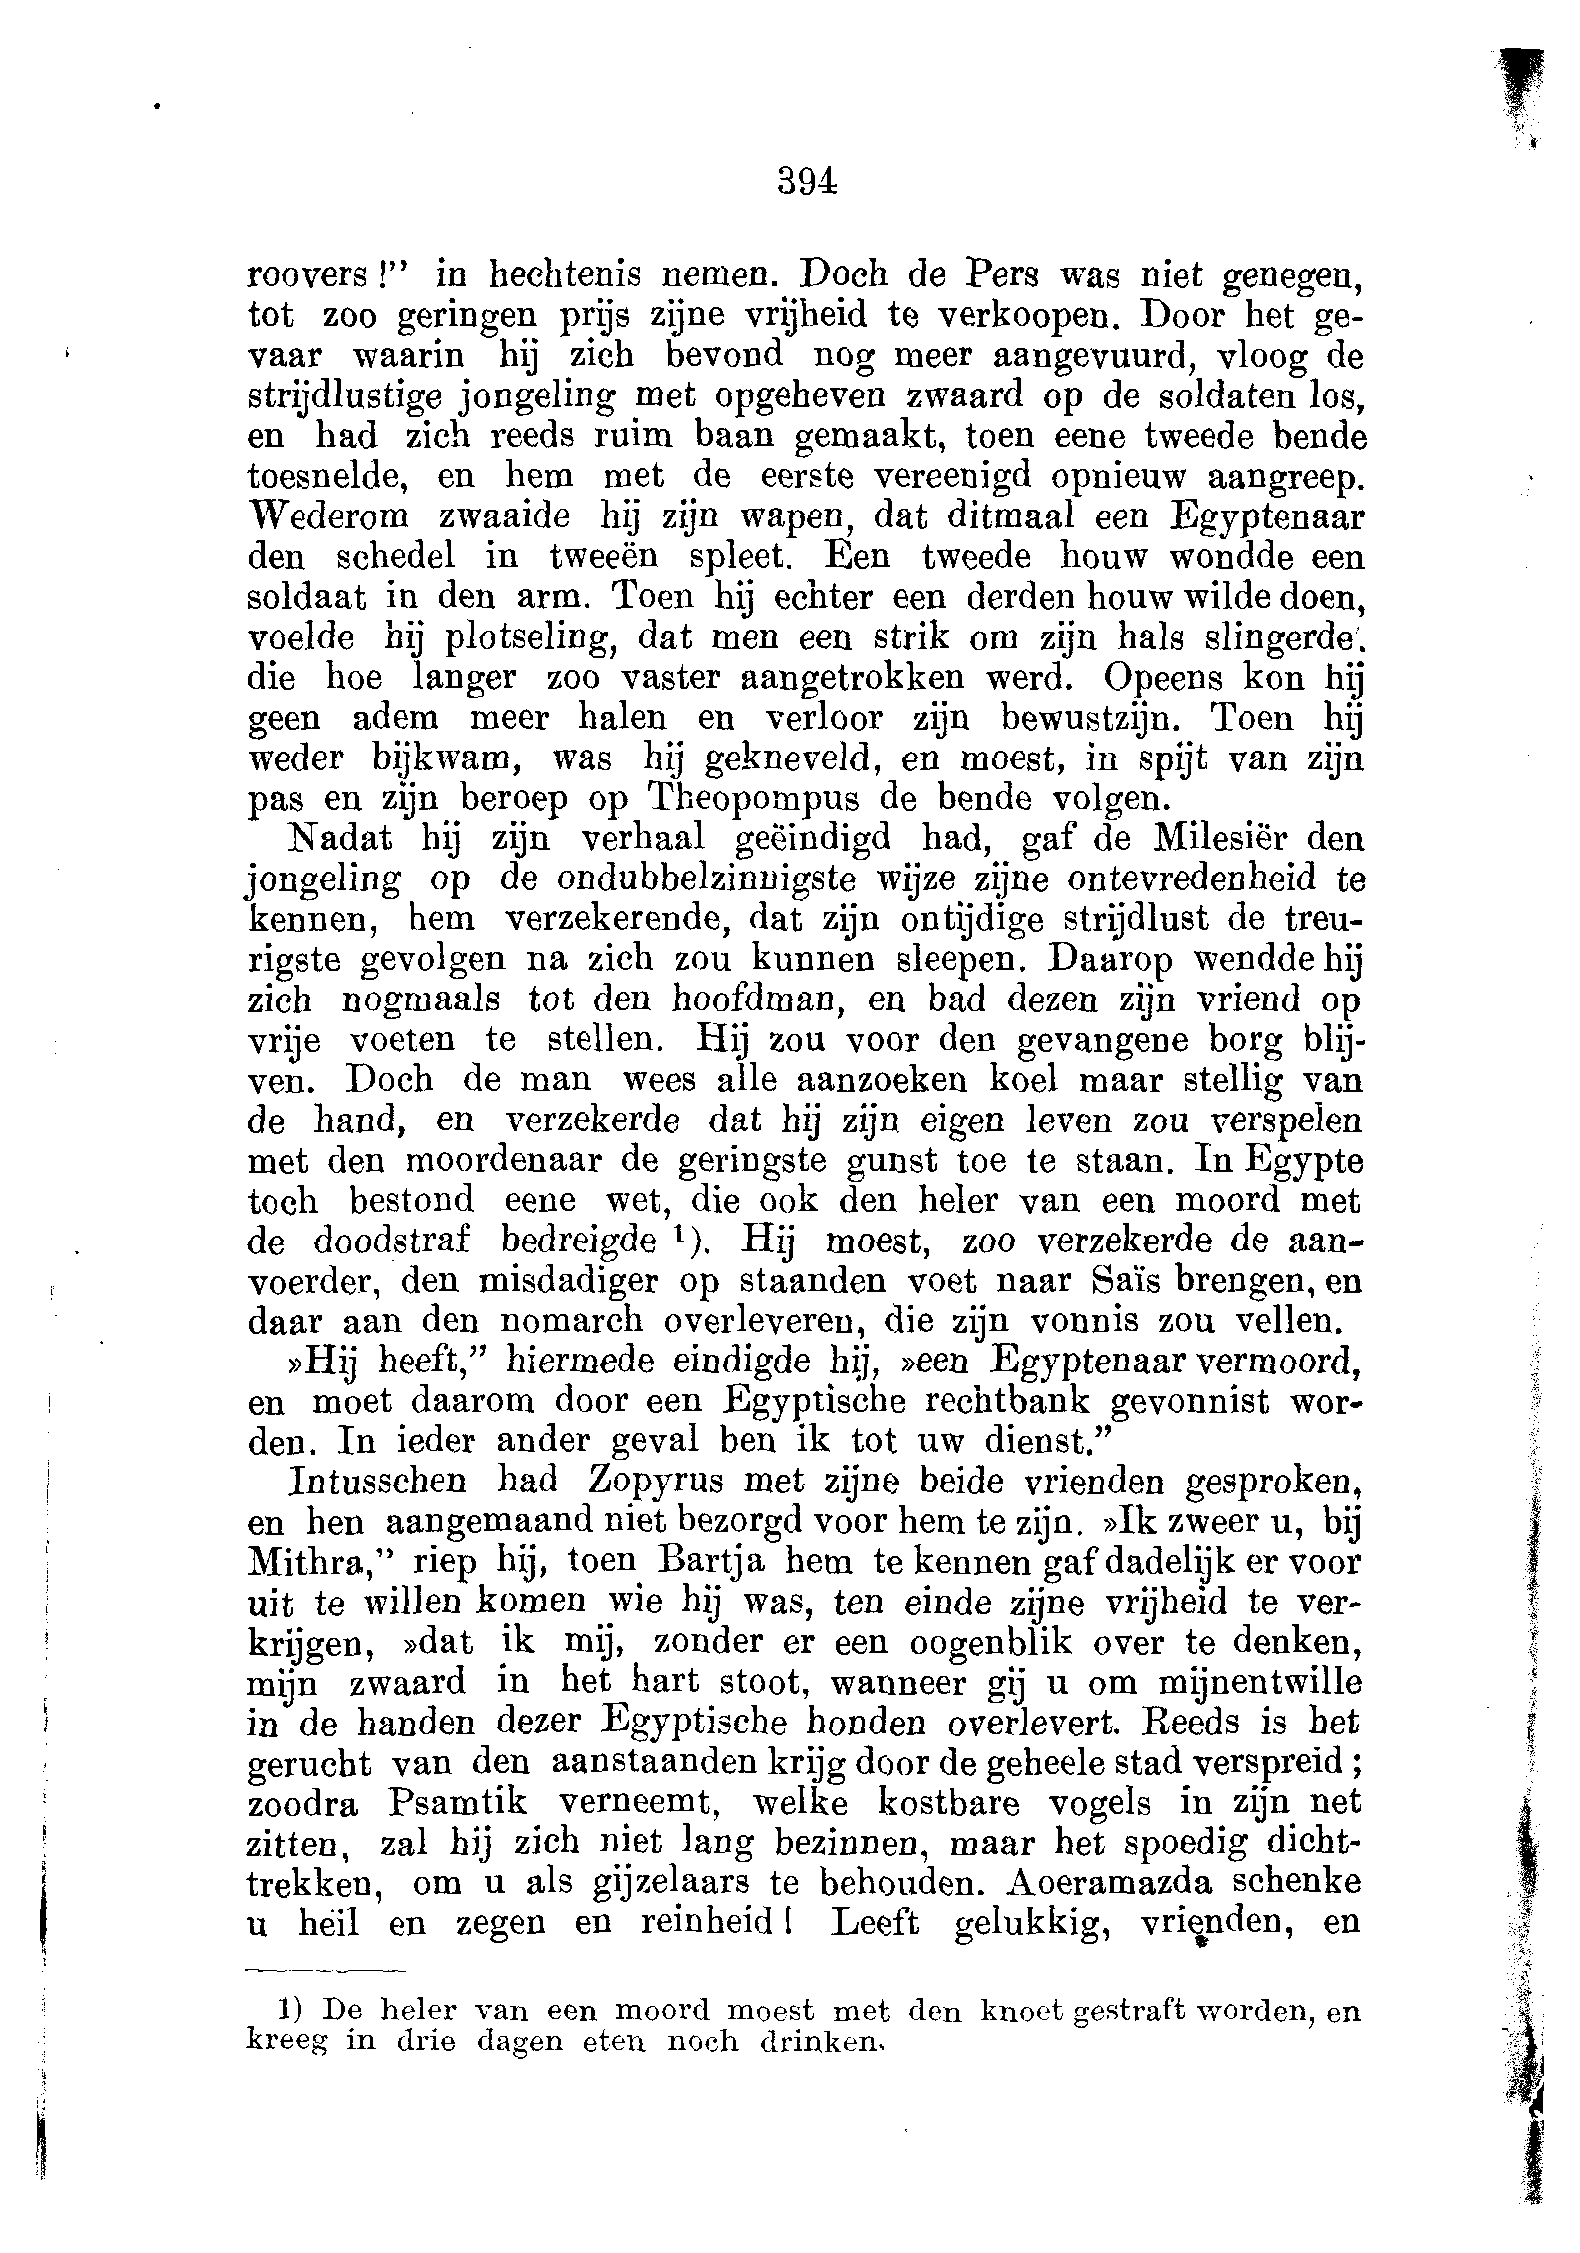 394
roovers !” in hechtenis nemen. Doch de Pers was niet genegen,
tot zoo geringen prijs zijne vrijheid te verkoopen. Door het ge-
vaar waarin hij zich bevond nog meer aangevuurd, vloog de
strijdlustige jongeling met opgeheven zwaard op de soldaten los,
en had zich reeds ruim baan gemaakt, toen eene tweede bende
toesnelde, en hem met de eerste vereenigd opnieuw aangreep.
Wederom zwaaide hij zijn wapen, dat ditmaal een Egyptenaar
den schedel in tweeën spleet. Een tweede houw wondde een
soldaat in den arm. Toen hij echter een derden houw wilde doen,
voelde hij plotseling, dat men een strik om zijn hals slingerde.
die hoe langer zoo vaster aangetrokken werd. Opeens kon hij
geen adem meer halen en verloor zijn bewustzijn. Toen hij
weder bijkwam, was hij gekneveld, en moest, in spijt van zijn
pas en zijn beroep op Theopompus de bende volgen.
Nadat hij zijn verhaal geëindigd had, gaf de Milesiër den
jongeling op de ondubbelzinnigste wijze zijne ontevredenheid te
kennen, hem verzekerende, dat zijn ontijdige strijdlust de treu-
rigste gevolgen na zich zou kunnen sleepen. Daarop wendde hij
zich nogmaals tot den hoofdman, en bad dezen zijn vriend op
vrije voeten te stellen. Hij zou voor den gevangene borg blij-
ven. Doch de man wees alle aanzoeken koel maar stellig van
de hand, en verzekerde dat hij zijn eigen leven zou verspelen
met den moordenaar de geringste gunst toe te staan. In Egypte
toch bestond eene wet, die ook den heler van een moord met
de doodstraf bedreigde ¹). Hij moest, zoo verzekerde de aan-
voerder, den misdadiger op staanden voet naar Saïs brengen, en
daar aan den nomarch overleveren, die zijn vonnis zou vellen.
»Hij heeft,” hiermede eindigde hij, »een Egyptenaar vermoord,
en moet daarom door een Egyptische rechtbank gevonnist wor-
den. In ieder ander geval ben ik tot uw dienst.”
Intusschen had Zopyrus met zijne beide vrienden gesproken,
en hen aangemaand niet bezorgd voor hem te zijn. »Ik zweer u, bij
Mithra,” riep hij, toen Bartja hem te kennen gaf dadelijk er voor
uit te willen komen wie hij was, ten einde zijne vrijheid te ver-
krijgen, »dat ik mij, zonder er een oogenblik over te denken,
mijn zwaard in het hart stoot, wanneer gij u om mijnentwille
in de handen dezer Egyptische honden overlevert. Reeds is het
gerucht van den aanstaanden krijg door de geheele stad verspreid ;
zoodra Psamtik verneemt, welke kostbare vogels in zijn net
zitten, zal hij zich niet lang bezinnen, maar het spoedig dicht-
trekken, om u als gijzelaars te behouden. Aoeramazda schenke
u heil en zegen en reinheid ! Leeft gelukkig, vrienden, en
1) De heler van een moord moest met den knoet gestraft worden, en
kreeg in drie dagen eten noch drinken.